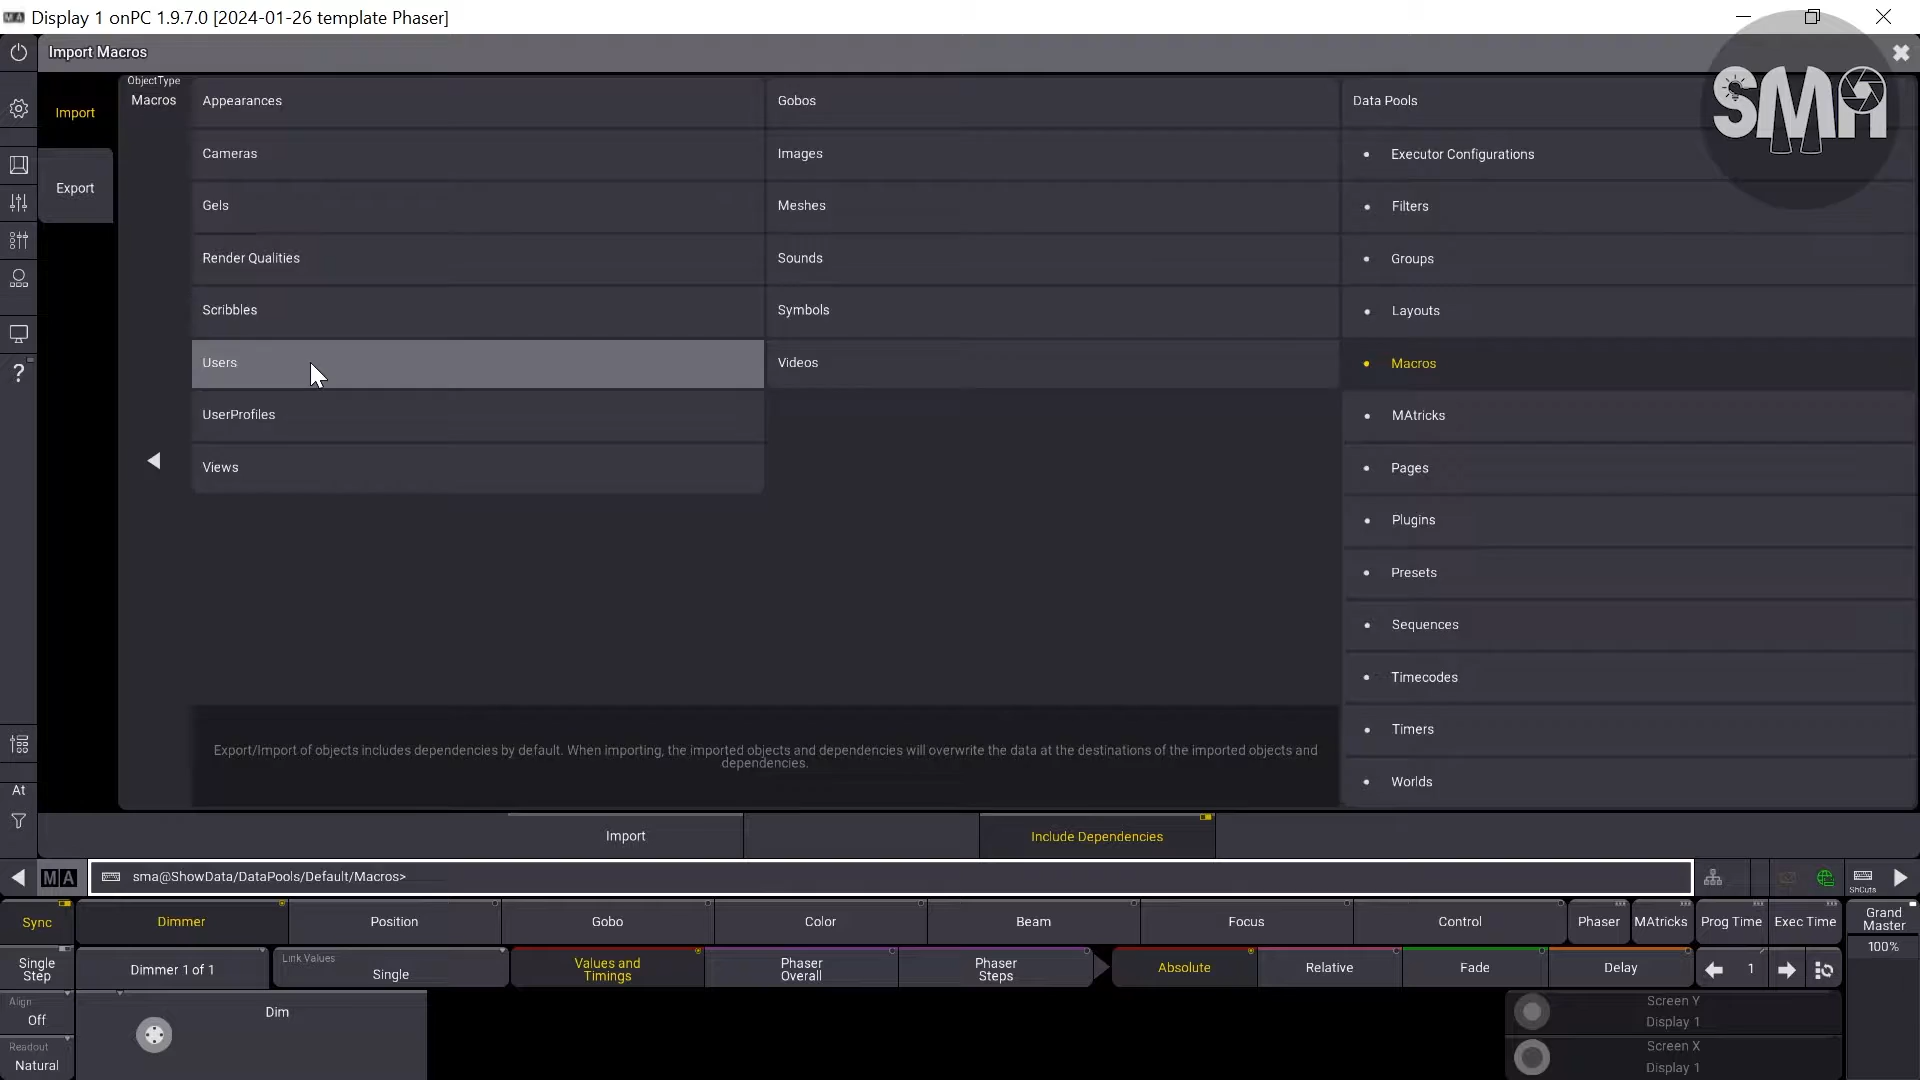 Display 1 onPC 1.9.7.0 [2024-01-26 template Phaser]
Import Macros
SMA
Import
Export
ObjectType
Macros
Appearances
Cameras
Gels
Render Qualities
Scribbles
Users
UserProfiles
Views
Gobos
Images
Meshes
Sounds
Symbols
Videos
Data Pools
Executor Configurations
Filters
Groups
Layouts
Macros
MAtricks
Pages
Plugins
Presets
Sequences
Timecodes
Timers
Worlds
Export/Import of objects includes dependencies by default. When importing, the imported objects and dependencies will overwrite the data at the destinations of the imported objects and
dependencies.
?
At
Import
Include Dependencies
MA
sma@ShowData/DataPools/Default/Macros>
ShCuts
Sync
Dimmer
Position
Gobo
Color
Beam
Focus
Control
Phaser
MAtricks
Prog Time
Exec Time
Grand
Master
100%
Single
Step
Dimmer 1 of 1
Link Values
Single
Values and
Timings
Phaser
Overall
Phaser
Steps
Absolute
Relative
Fade
Delay
1
Align
Off
Readout
Natural
Dim
Screen Y
Display 1
Screen X
Display 1